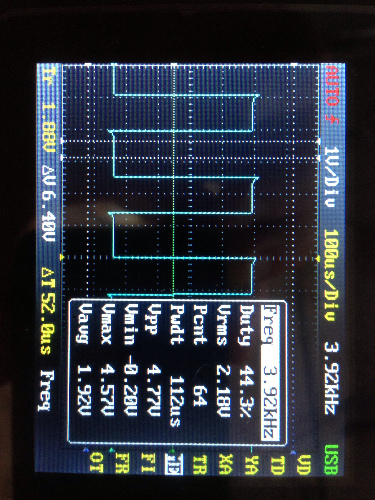 AUTO 1V/Div 100us/Div 3.92kHz USB
Freq 3.92kHz
Duty 44.3%
Vrms 2.18V
Pcnt 64
Pwdt 112us
Vpp 4.77V
Vmin -0.20V
Vmax 4.57V
Vavg 1.92V
VD
TD
YA
XA
TR
TE
FI
FR
OT
Tr 1.88V ΔV 6.40V ΔT 52.0us Freq